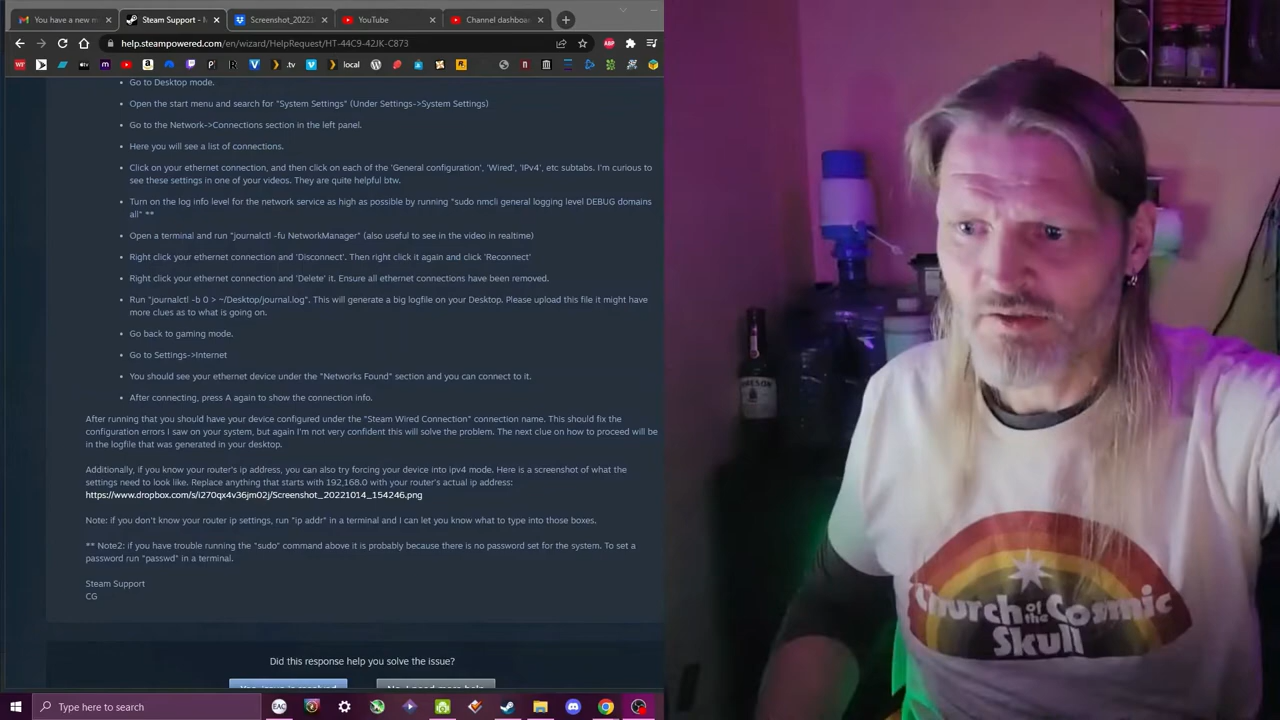 You have a new m
Steam Support -
Screenshot_2022
YouTube
Channel dashboa
help.steampowered.com/en/wizard/HelpRequest/HT-44C9-42JK-C873
.tv
local
Go to Desktop mode.
Open the start menu and search for "System Settings" (Under Settings->System Settings)
Go to the Network->Connections section in the left panel.
Here you will see a list of connections.
Click on your ethernet connection, and then click on each of the 'General configuration', 'Wired', 'IPv4', etc subtabs. I'm curious to
see these settings in one of your videos. They are quite helpful btw.
Turn on the log info level for the network service as high as possible by running "sudo nmcli general logging level DEBUG domains
all" **
Open a terminal and run "journalctl -fu NetworkManager" (also useful to see in the video in realtime)
Right click your ethernet connection and 'Disconnect'. Then right click it again and click 'Reconnect'
Right click your ethernet connection and 'Delete' it. Ensure all ethernet connections have been removed.
Run "journalctl -b 0 > ~/Desktop/journal.log". This will generate a big logfile on your Desktop. Please upload this file it might have
more clues as to what is going on.
Go back to gaming mode.
Go to Settings->Internet
You should see your ethernet device under the "Networks Found" section and you can connect to it.
After connecting, press A again to show the connection info.
After running that you should have your device configured under the "Steam Wired Connection" connection name. This should fix the
configuration errors I saw on your system, but again I'm not very confident this will solve the problem. The next clue on how to proceed will be
in the logfile that was generated in your desktop.
Additionally, if you know your router's ip address, you can also try forcing your device into ipv4 mode. Here is a screenshot of what the
settings need to look like. Replace anything that starts with 192.168.0 with your router's actual ip address:
https://www.dropbox.com/s/i270qx4v36jm02j/Screenshot_20221014_154246.png
Note: if you don't know your router ip settings, run "ip addr" in a terminal and I can let you know what to type into those boxes.
** Note2: if you have trouble running the "sudo" command above it is probably because there is no password set for the system. To set a
password run "passwd" in a terminal.
Steam Support
CG
Did this response help you solve the issue?
Yes, issue is resolved
No, I need more help
Type here to search
EAC
Church of the Cosmic
Skull